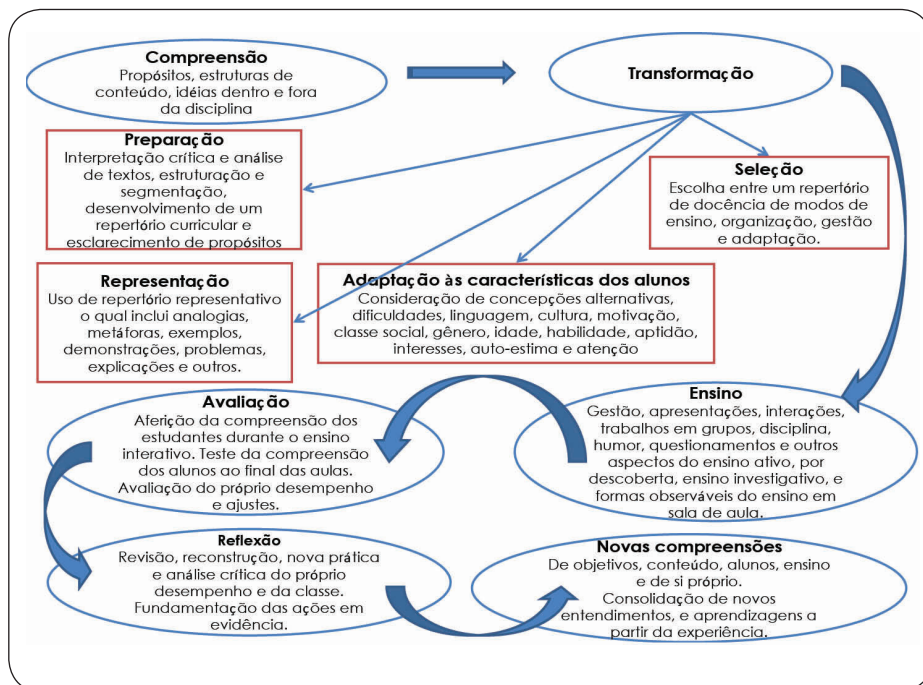 Compreensão
Propósitos, estruturas de
conteúdo, idéias dentro e fora
da disciplina
Transformação
Preparação
Interpretação crítica e análise
de textos, estruturação e
segmentação,
desenvolvimento de um
repertório curricular e
esclarecimento de propósitos
Seleção
Escolha entre um repertório
de docência de modos de
ensino, organização, gestão
e adaptação.
Representação
Uso de repertório representativo
o qual inclui analogias,
metáforas, exemplos,
demonstrações, problemas,
explicações e outros.
Adaptação às características dos alunos
Consideração de concepções alternativas,
dificuldades, linguagem, cultura, motivação,
classe social, gênero, idade, habilidade, aptidão,
interesses, auto-estima e atenção
Ensino
Gestão, apresentações, interações,
trabalhos em grupos, disciplina,
humor, questionamentos e outros
aspectos do ensino ativo, por
descoberta, ensino investigativo, e
formas observáveis do ensino em
sala de aula.
Avaliação
Aferição da compreensão dos
estudantes durante o ensino
interativo. Teste da compreensão
dos alunos ao final das aulas.
Avaliação do próprio desempenho
e ajustes.
Reflexão
Revisão, reconstrução, nova prática
e análise crítica do próprio
desempenho e da classe.
Fundamentação das ações em
evidência.
Novas compreensões
De objetivos, conteúdo, alunos, ensino
e de si próprio.
Consolidação de novos
entendimentos, e aprendizagens a
partir da experiência.